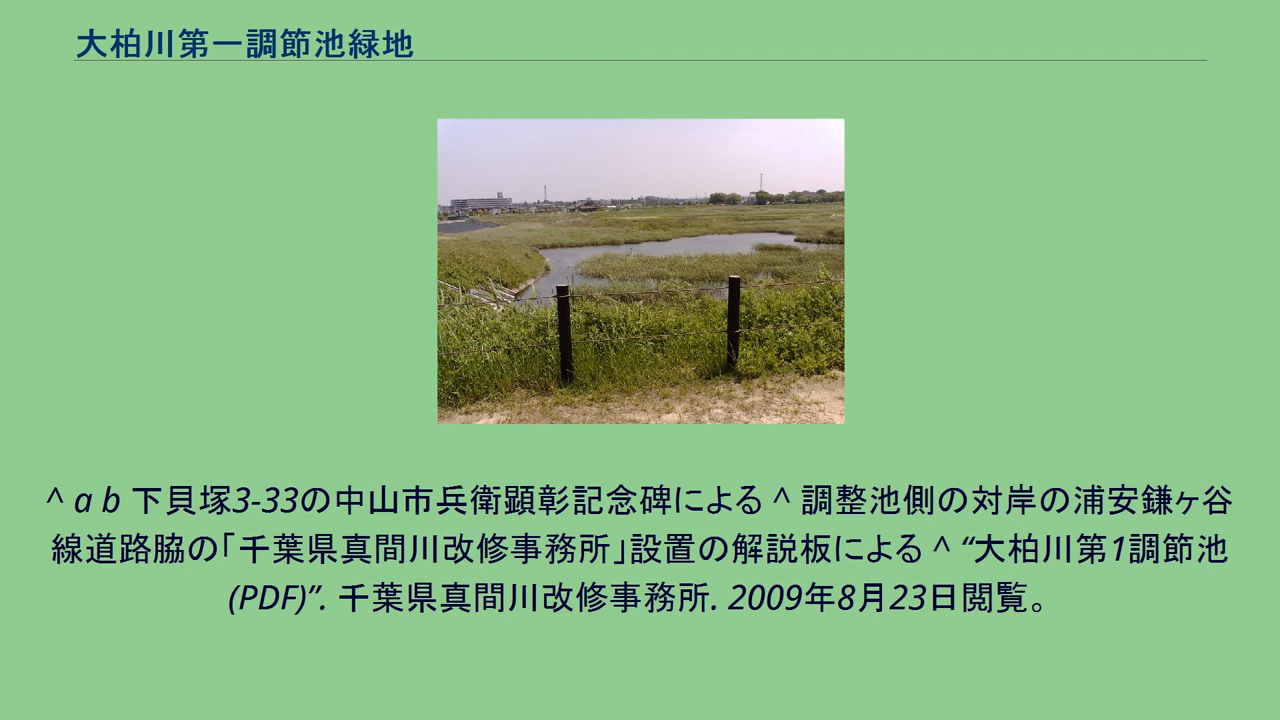 大柏川第一調節池緑地
^ a b 下貝塚3-33の中山市兵衛顕彰記念碑による ^ 調整池側の対岸の浦安鎌ヶ谷
線道路脇の「千葉県真間川改修事務所」設置の解説板による ^ “大柏川第1調節池
(PDF)”. 千葉県真間川改修事務所. 2009年8月23日閲覧。